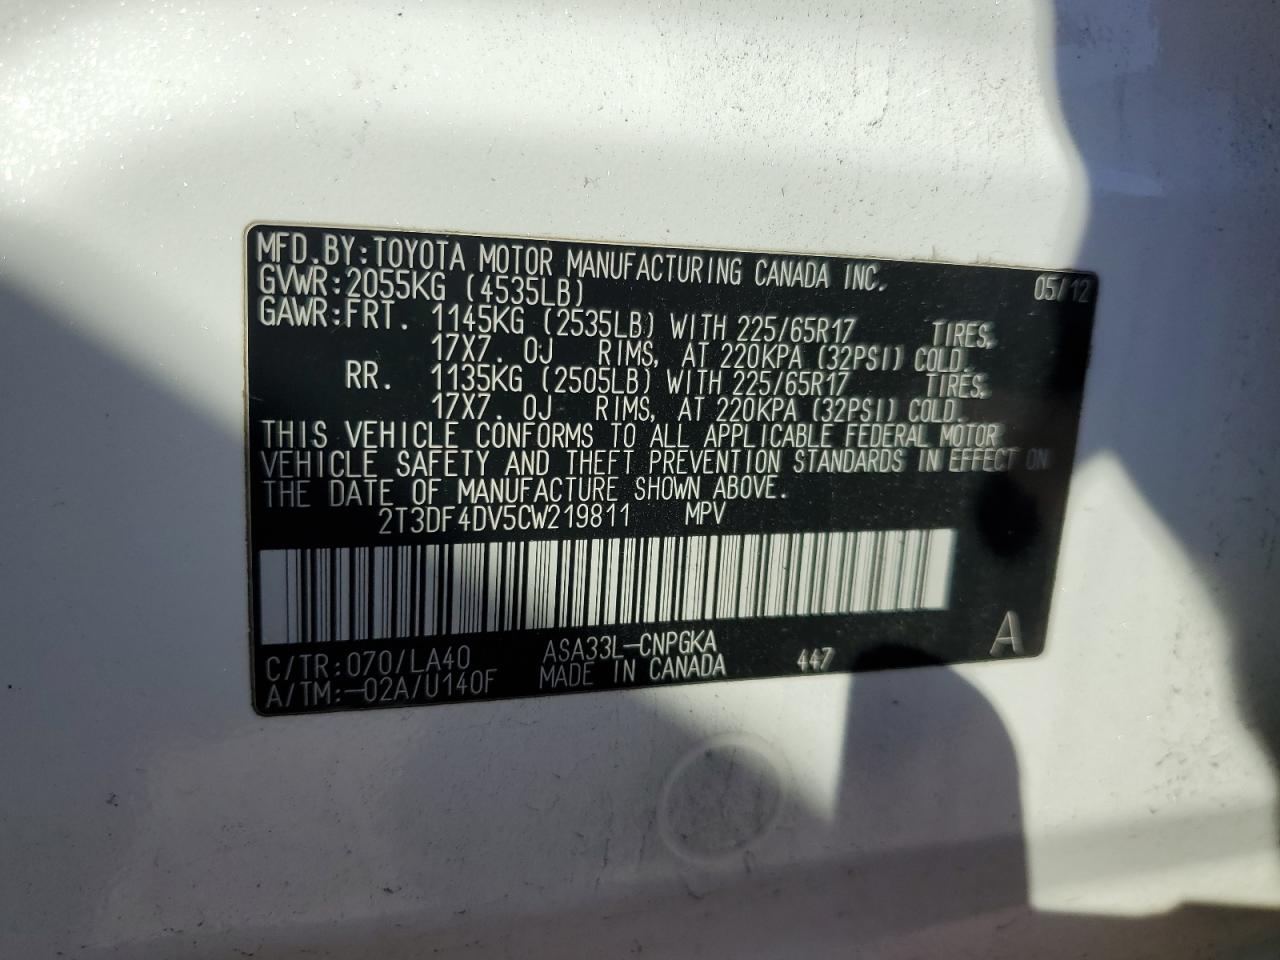 MFD.BY:TOYOTA MOTOR MANUFACTURING CANADA INC. 05/12
GVWR:2055KG (4535LB)
GAWR:FRT. 1145KG (2535LB) WITH 225/65R17 TIRES,
17X7. 0J RIMS, AT 220KPA (32PSI) COLD.
RR. 1135KG (2505LB) WITH 225/65R17 TIRES,
17X7. 0J RIMS, AT 220KPA (32PSI) COLD.
THIS VEHICLE CONFORMS TO ALL APPLICABLE FEDERAL MOTOR
VEHICLE SAFETY AND THEFT PREVENTION STANDARDS IN EFFECT ON
THE DATE OF MANUFACTURE SHOWN ABOVE.
2T3DF4DV5CW219811 MPV
C/TR:070/LA40 ASA33L-CNPGKA
A/TM:-02A/U140F MADE IN CANADA 447 A